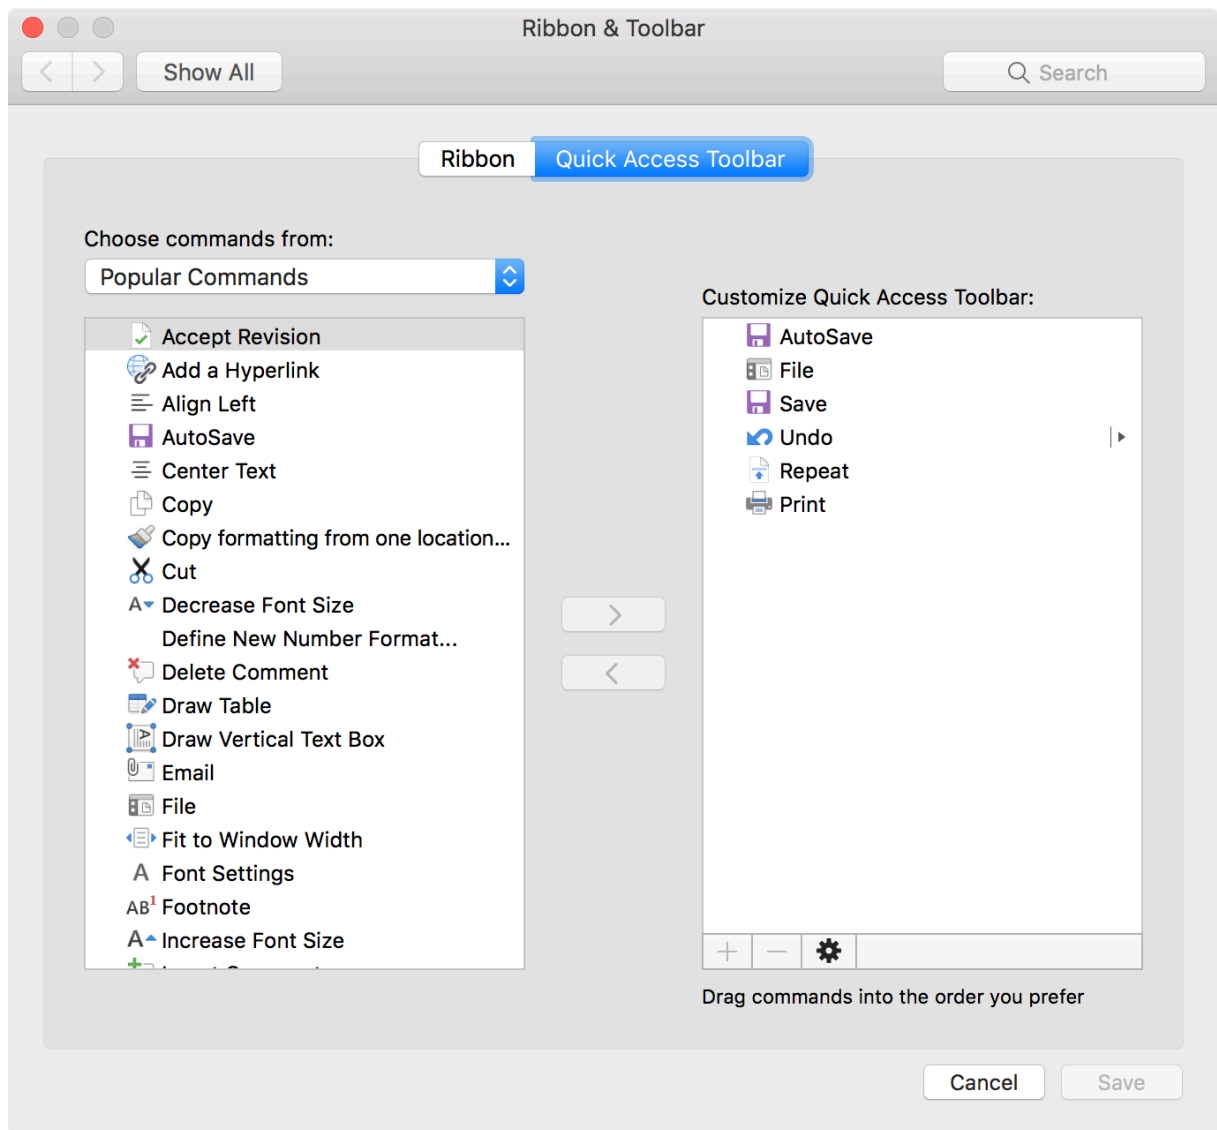 Ribbon & Toolbar
Show All
Search
Ribbon
Quick Access Toolbar
Choose commands from:
Popular Commands
Accept Revision
Add a Hyperlink
Align Left
AutoSave
Center Text
Copy
Copy formatting from one location...
Cut
Decrease Font Size
Define New Number Format...
Delete Comment
Draw Table
Draw Vertical Text Box
Email
File
Fit to Window Width
Font Settings
Footnote
Increase Font Size
Customize Quick Access Toolbar:
AutoSave
File
Save
Undo
Repeat
Print
Drag commands into the order you prefer
Cancel
Save